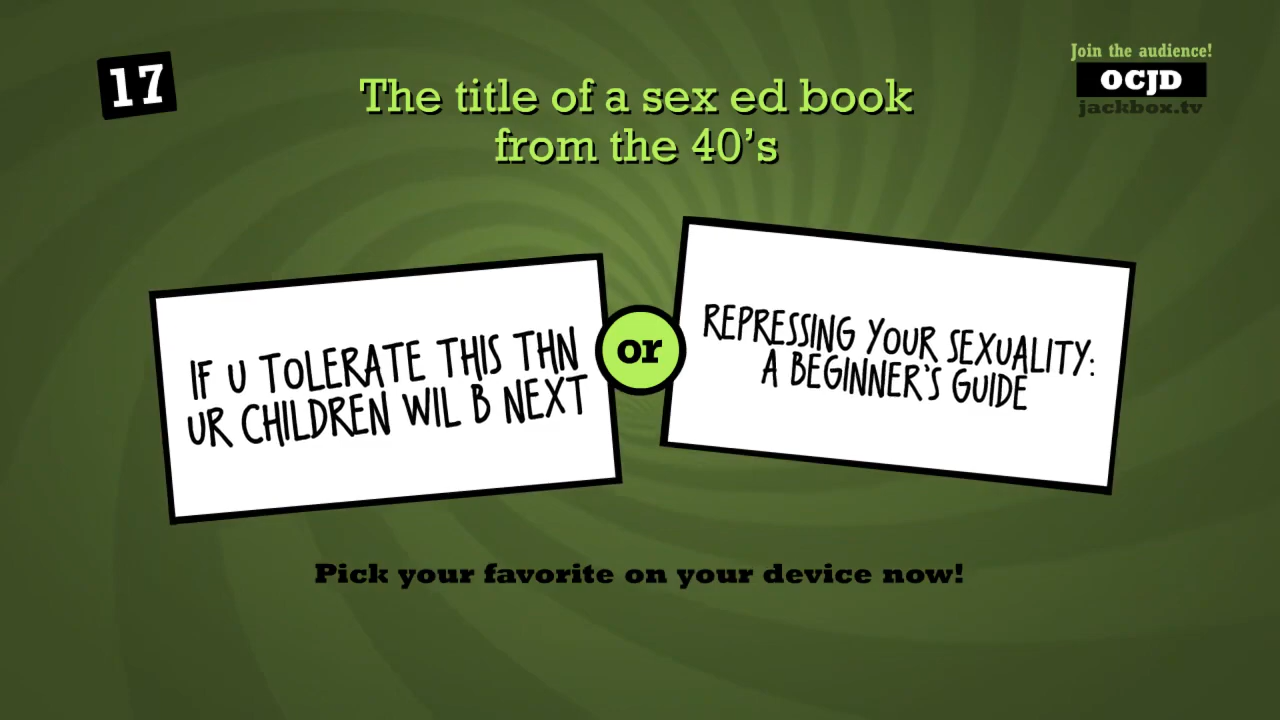 17
The title of a sex ed book
from the 40's
Join the audience!
OCJD
jackbox.tv
IF U TOLERATE THIS THN
UR CHILDREN WIL B NEXT
or
REPRESSING YOUR SEXUALITY:
A BEGINNER'S GUIDE
Pick your favorite on your device now!